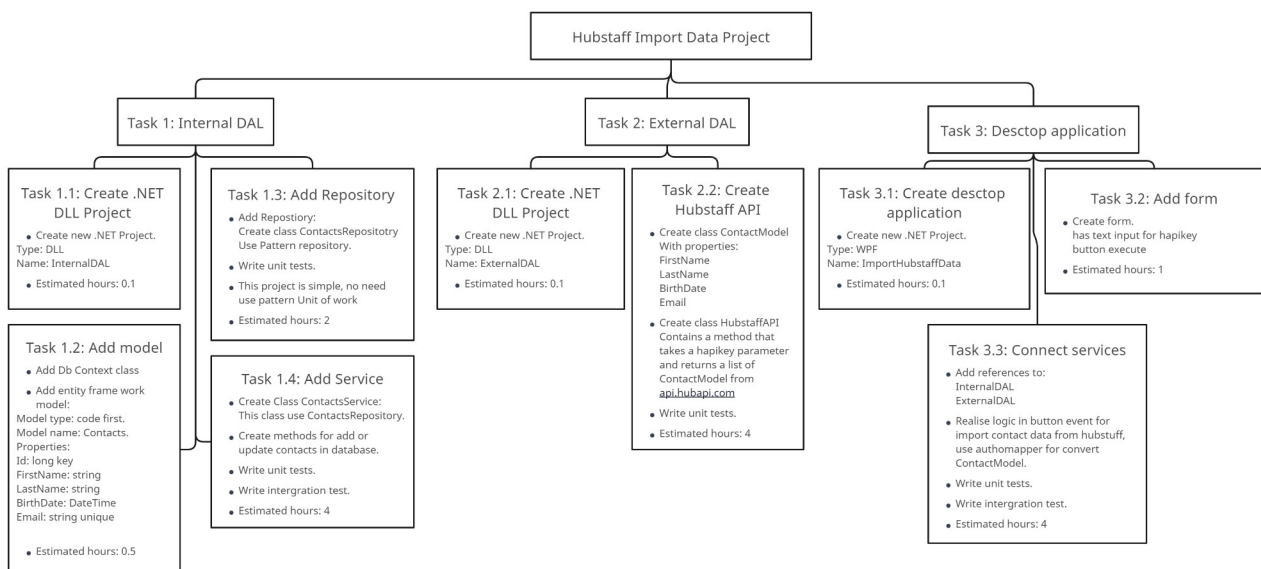 Hubstaff Import Data Project
Task 1: Internal DAL
Task 1.1: Create .NET
DLL Project
• Create new .NET Project.
Type: DLL
Name: InternalDAL
• Estimated hours: 0.1
Task 1.2: Add model
• Add Db Context class
• Add entity frame work
model:
Model type: code first.
Model name: Contacts.
Properties:
Id: long key
FirstName: string
LastName: string
BirthDate: DateTime
Email: string unique
• Estimated hours: 0.5
Task 1.3: Add Repository
• Add Repostiory:
Create class ContactsRepositotry
Use Pattern repository.
• Write unit tests.
• This project is simple, no need
use pattern Unit of work
• Estimated hours: 2
Task 1.4: Add Service
• Create Class ContactsService:
This class use ContactsRepository.
• Create methods for add or
update contacts in database.
• Write unit tests.
• Write intergration test.
• Estimated hours: 4
Task 2: External DAL
Task 2.1: Create .NET
DLL Project
• Create new .NET Project.
Type: DLL
Name: ExternalDAL
• Estimated hours: 0.1
Task 2.2: Create
Hubstaff API
• Create class ContactModel
With properties:
FirstName
LastName
BirthDate
Email
• Create class HubstaffAPI
Contains a method that
takes a hapikey parameter
and returns a list of
ContactModel from
api.hubapi.com
• Write unit tests.
• Estimated hours: 4
Task 3: Desctop application
Task 3.1: Create desctop
application
• Create new .NET Project.
Type: WPF
Name: ImportHubstaffData
• Estimated hours: 0.1
Task 3.2: Add form
• Create form.
has text input for hapikey
button execute
• Estimated hours: 1
Task 3.3: Connect services
• Add references to:
InternalDAL
ExternalDAL
• Realise logic in button event for
import contact data from hubstuff,
use authomapper for convert
ContactModel.
• Write unit tests.
• Write intergration test.
• Estimated hours: 4